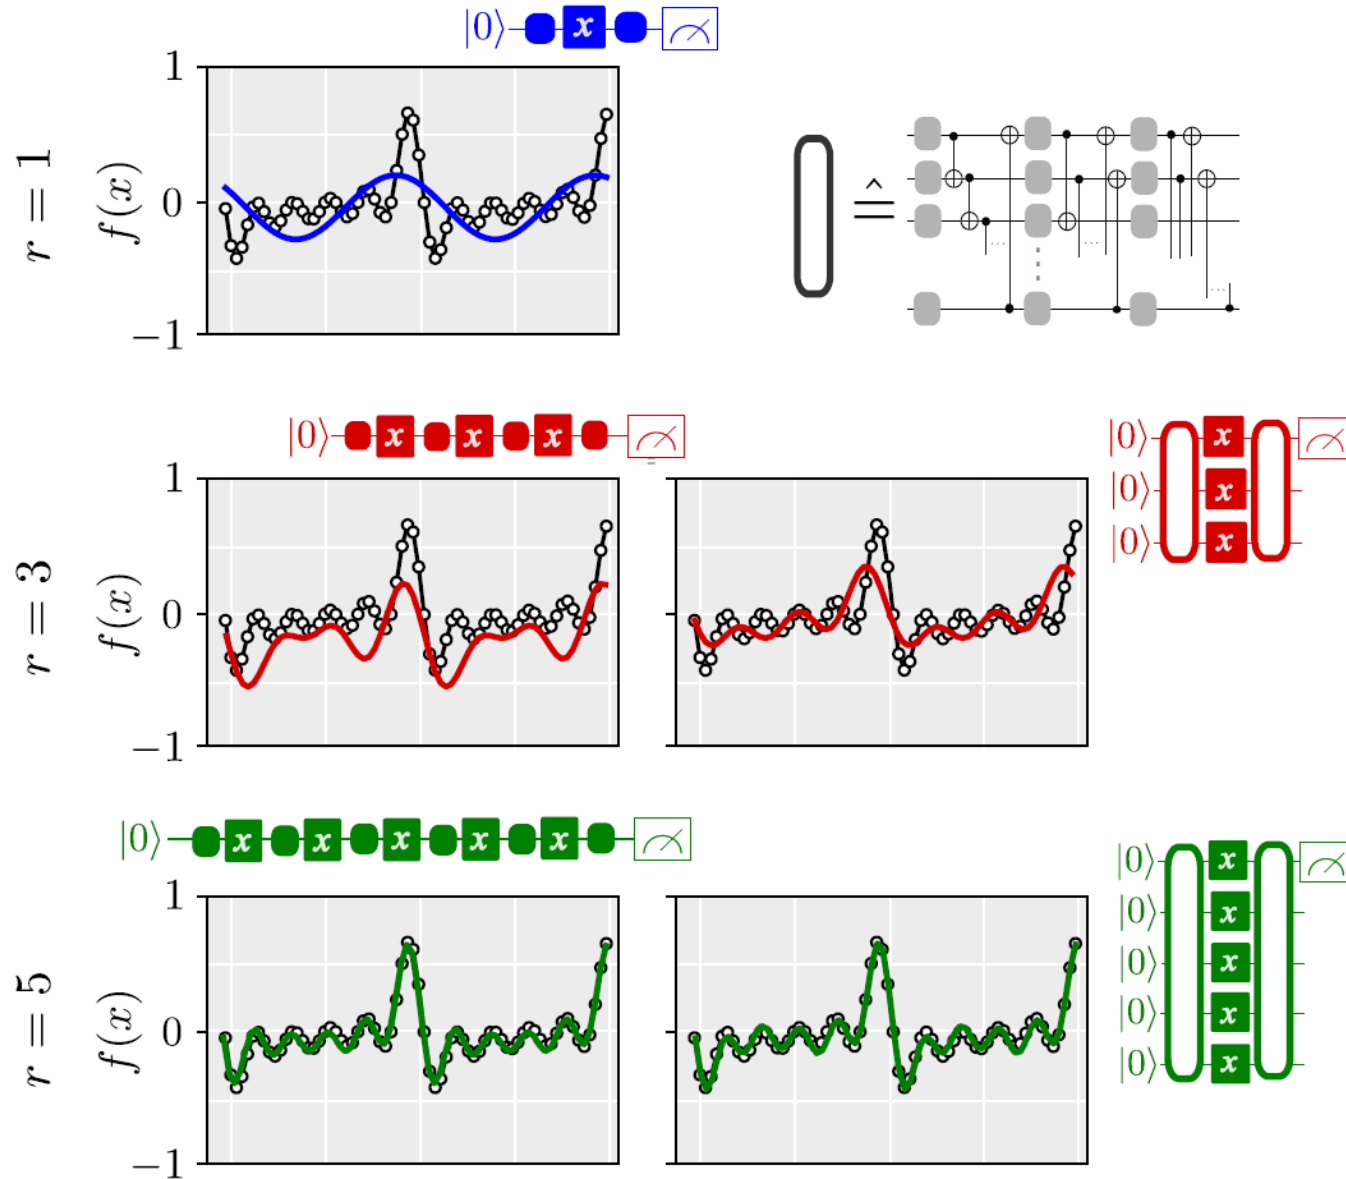 |0⟩ x
1
r = 1
f(x)
0
−1
≙
|0⟩ x x x
|0⟩ x
|0⟩ x
|0⟩ x
1
r = 3
f(x)
0
−1
|0⟩ x x x x x
|0⟩ x
|0⟩ x
|0⟩ x
|0⟩ x
|0⟩ x
1
r = 5
f(x)
0
−1